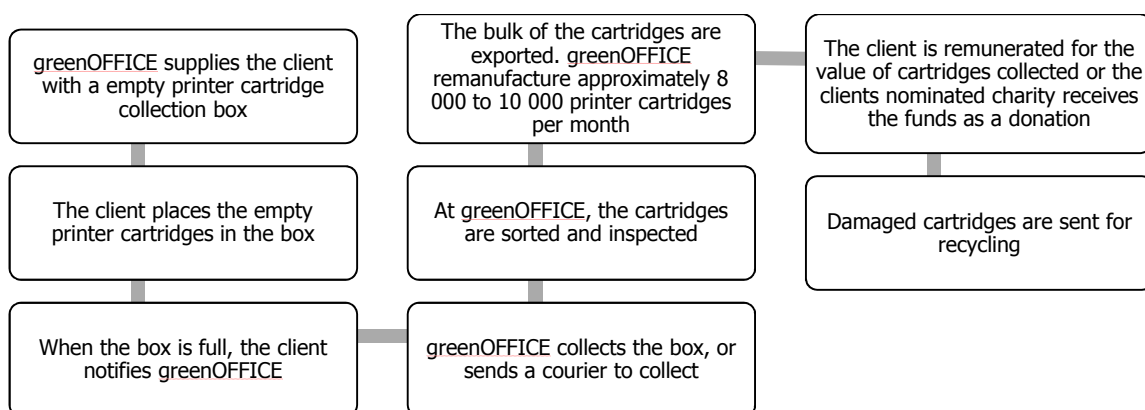 greenOFFICE supplies the client
with a empty printer cartridge
collection box
The client places the empty
printer cartridges in the box
When the box is full, the client
notifies greenOFFICE
greenOFFICE collects the box, or
sends a courier to collect
At greenOFFICE, the cartridges
are sorted and inspected
The bulk of the cartridges are
exported. greenOFFICE
remanufacture approximately 8
000 to 10 000 printer cartridges
per month
The client is remunerated for the
value of cartridges collected or the
clients nominated charity receives
the funds as a donation
Damaged cartridges are sent for
recycling